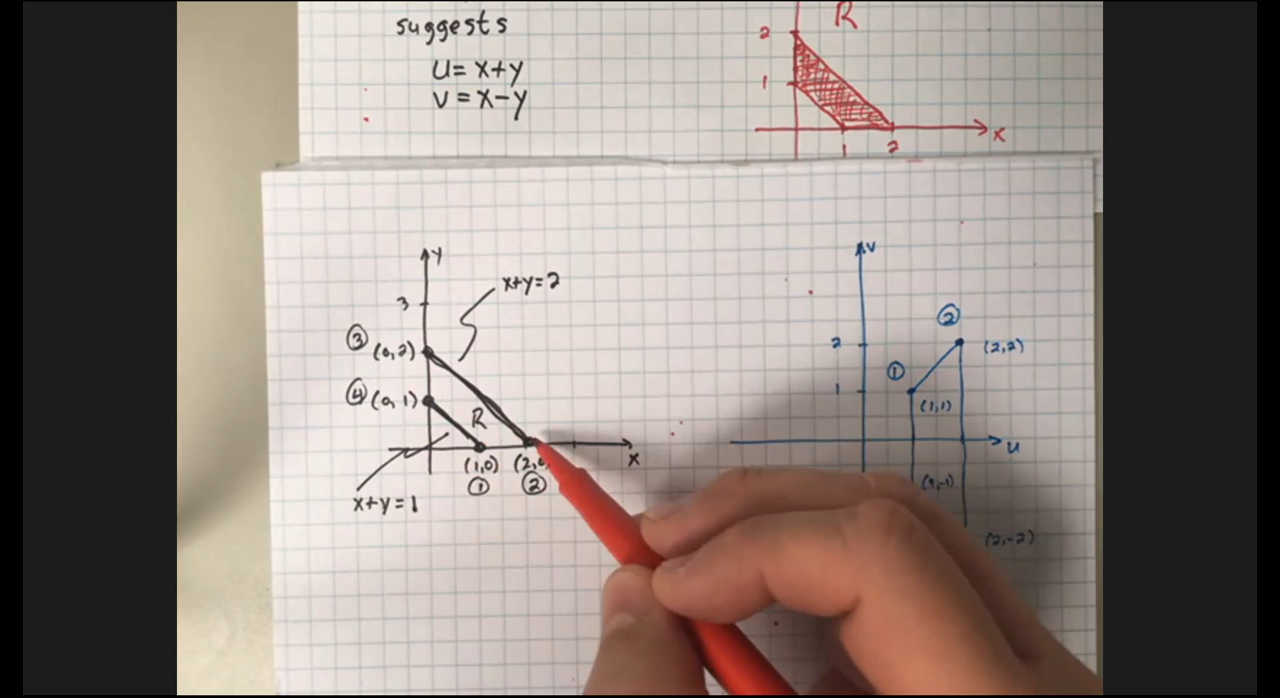 suggests
u = x+y
v = x-y
R
2
1
1
2
x
y
x+y=2
3
③ (0,2)
④ (0,1)
R
x
(1,0)
①
(2,0
②
x+y=1
v
②
2
(2,2)
①
1
(1,1)
u
(1,-1)
(2,-2)